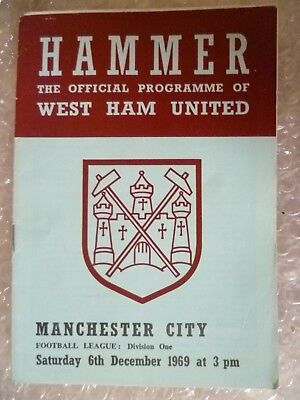 HAMMER
THE OFFICIAL PROGRAMME OF
WEST HAM UNITED
MANCHESTER CITY
FOOTBALL LEAGUE: Division One
Saturday 6th December 1969 at 3 pm